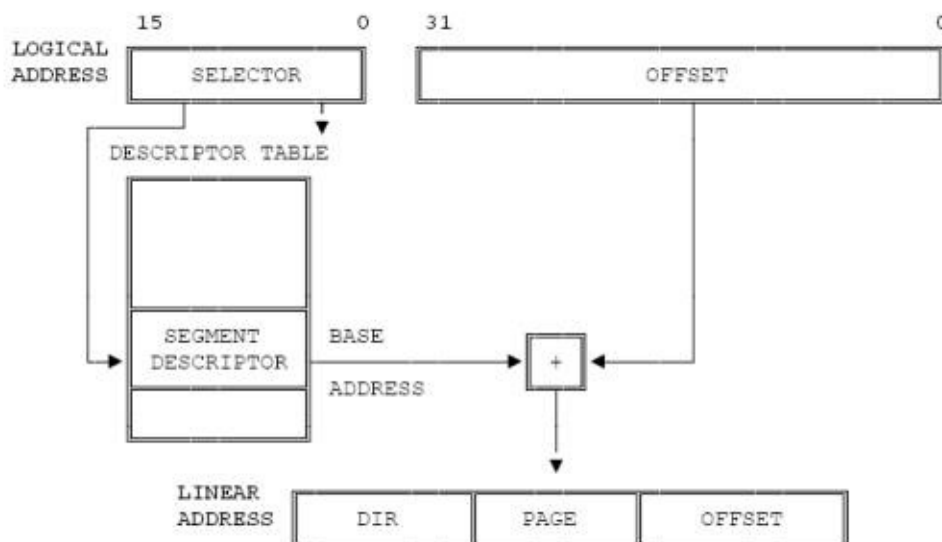 15 0 31 0
LOGICAL
ADDRESS
SELECTOR OFFSET
DESCRIPTOR TABLE
SEGMENT
DESCRIPTOR
BASE
ADDRESS
+
LINEAR
ADDRESS
DIR PAGE OFFSET